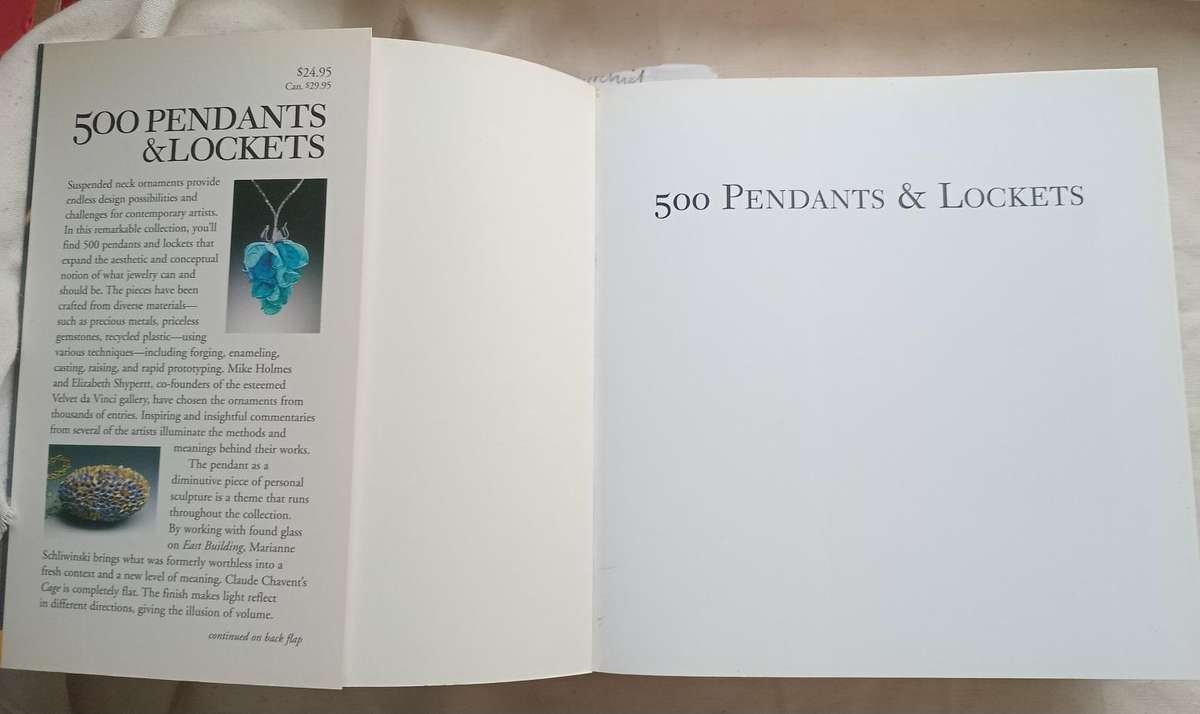 $24.95
Can. $29.95
500 PENDANTS
&LOCKETS
Suspended neck ornaments provide
endless design possibilities and
challenges for contemporary artists.
In this remarkable collection, you'll
find 500 pendants and lockets that
expand the aesthetic and conceptual
notion of what jewelry can and
should be. The pieces have been
crafted from diverse materials—
such as precious metals, priceless
gemstones, recycled plastic—using
various techniques—including forging, enameling,
casting, raising, and rapid prototyping. Mike Holmes
and Elizabeth Shypertt, co-founders of the esteemed
Velvet da Vinci gallery, have chosen the ornaments from
thousands of entries. Inspiring and insightful commentaries
from several of the artists illuminate the methods and
meanings behind their works.
The pendant as a
diminutive piece of personal
sculpture is a theme that runs
throughout the collection.
By working with found glass
on East Building, Marianne
Schliwinski brings what was formerly worthless into a
fresh context and a new level of meaning. Claude Chavent's
Cage is completely flat. The finish makes light reflect
in different directions, giving the illusion of volume.
continued on back flap
500 PENDANTS & LOCKETS